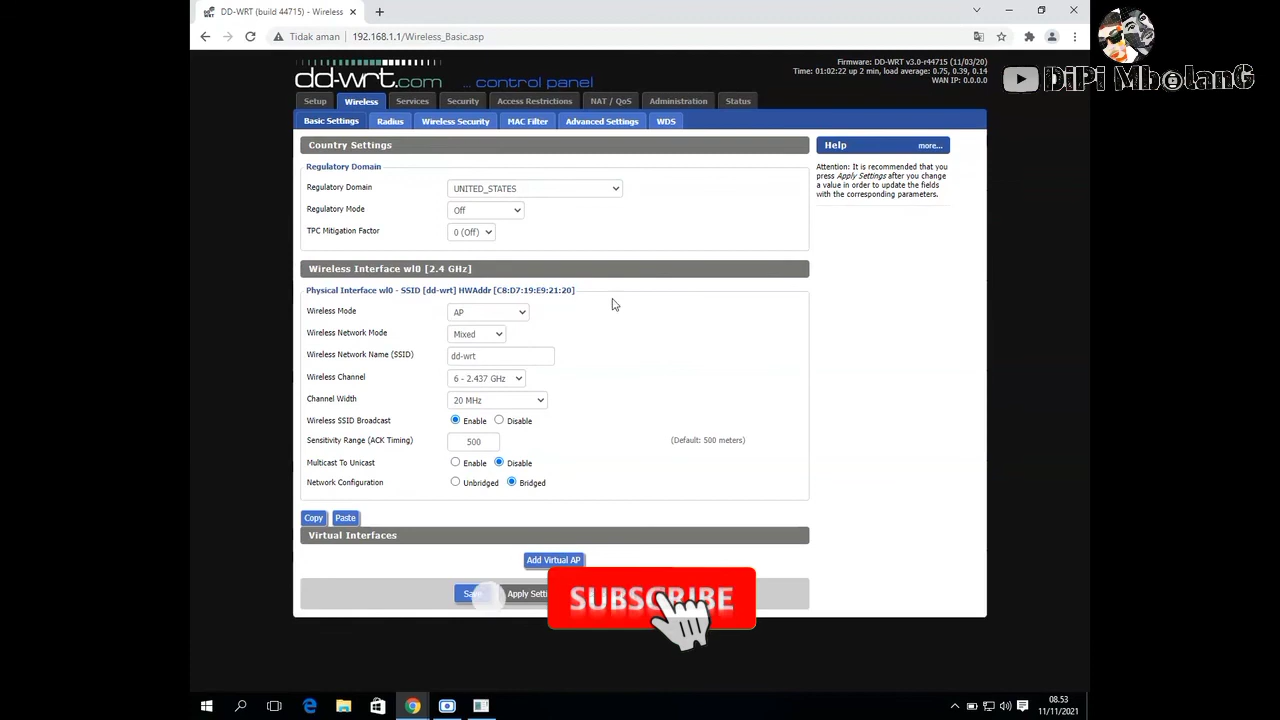 DD-WRT (build 44715) - Wireless
Tidak aman
192.168.1.1/Wireless_Basic.asp
DiPi MbolanG
dd-wrt.com ... control panel
Firmware: DD-WRT v3.0-r44715 (11/03/20)
Time: 01:02:22 up 2 min, load average: 0.75, 0.39, 0.14
WAN IP: 0.0.0.0
Setup Wireless Services Security Access Restrictions NAT / QoS Administration Status
Basic Settings Radius Wireless Security MAC Filter Advanced Settings WDS
Country Settings
Regulatory Domain
Regulatory Domain UNITED_STATES
Regulatory Mode Off
TPC Mitigation Factor 0 (Off)
Wireless Interface wl0 [2.4 GHz]
Physical Interface wl0 - SSID [dd-wrt] HWAddr [C8:D7:19:E9:21:20]
Wireless Mode AP
Wireless Network Mode Mixed
Wireless Network Name (SSID) dd-wrt
Wireless Channel 6 - 2.437 GHz
Channel Width 20 MHz
Wireless SSID Broadcast Enable Disable
Sensitivity Range (ACK Timing) 500 (Default: 500 meters)
Multicast To Unicast Enable Disable
Network Configuration Unbridged Bridged
Copy Paste
Virtual Interfaces
Add Virtual AP
Apply
Help more...
Attention: It is recommended that you
press Apply Settings after you change
a value in order to update the fields
with the corresponding parameters.
SUBSCRIBE
08.53
11/11/2021